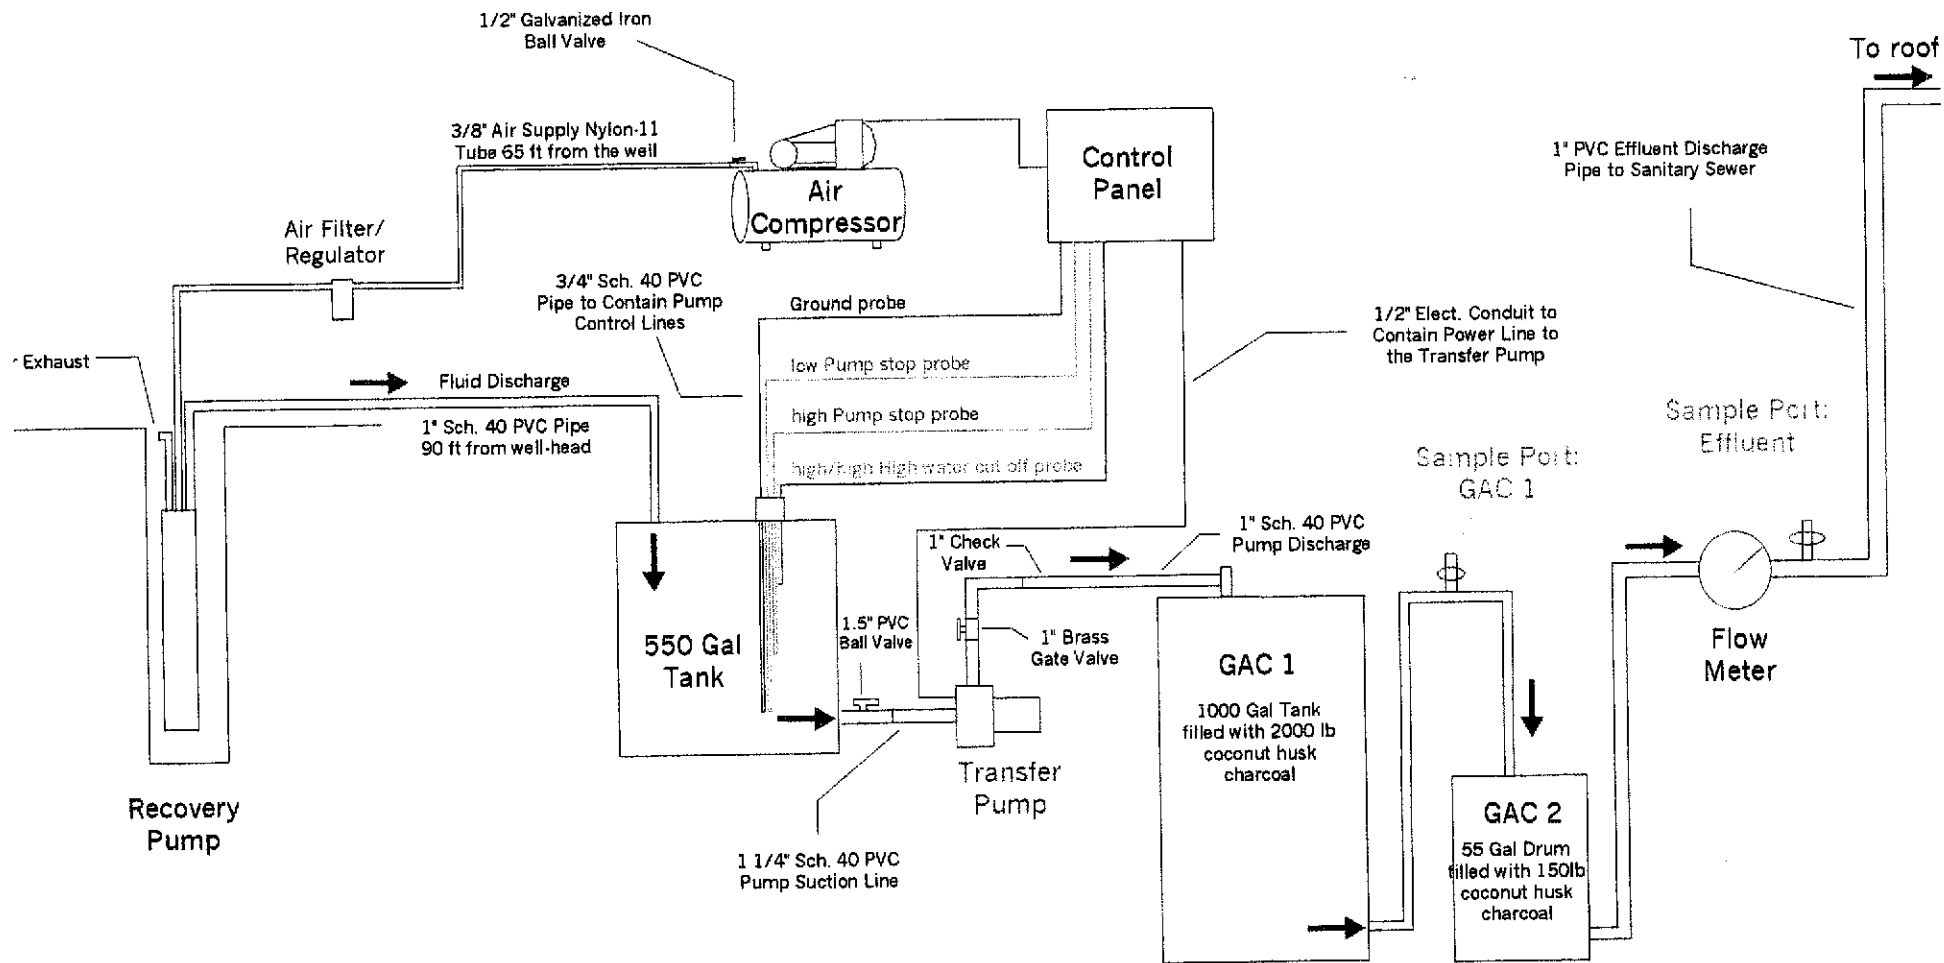 1/2" Galvanized Iron
Ball Valve
To roof
3/8" Air Supply Nylon-11
Tube 65 ft from the well
Control
Panel
1" PVC Effluent Discharge
Pipe to Sanitary Sewer
Air
Compressor
Air Filter/
Regulator
3/4" Sch. 40 PVC
Pipe to Contain Pump
Control Lines
Ground probe
1/2" Elect. Conduit to
Contain Power Line to
the Transfer Pump
Exhaust
low Pump stop probe
Fluid Discharge
high Pump stop probe
1" Sch. 40 PVC Pipe
90 ft from well-head
high/high High water cut off probe
Sample Port:
Effluent
Sample Port:
GAC 1
1" Check
Valve
1" Sch. 40 PVC
Pump Discharge
550 Gal
Tank
1.5" PVC
Ball Valve
1" Brass
Gate Valve
GAC 1
1000 Gal Tank
filled with 2000 lb
coconut husk
charcoal
Flow
Meter
Transfer
Pump
Recovery
Pump
GAC 2
55 Gal Drum
filled with 150lb
coconut husk
charcoal
1 1/4" Sch. 40 PVC
Pump Suction Line